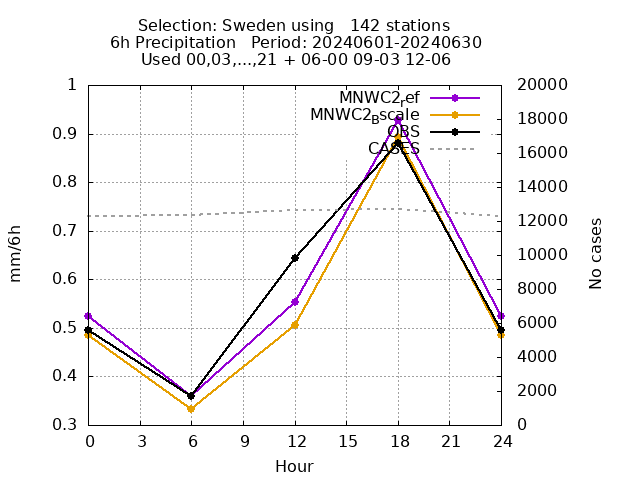 Selection: Sweden using 142 stations
6h Precipitation Period: 20240601-20240630
Used 00,03,...,21 + 06-00 09-03 12-06
MNWC2ref
MNWC2Bscale
OBS
CASES
mm/6h
1
0.9
0.8
0.7
0.6
0.5
0.4
0.3
20000
18000
16000
14000
12000
10000
8000
6000
4000
2000
0
No cases
0 3 6 9 12 15 18 21 24
Hour